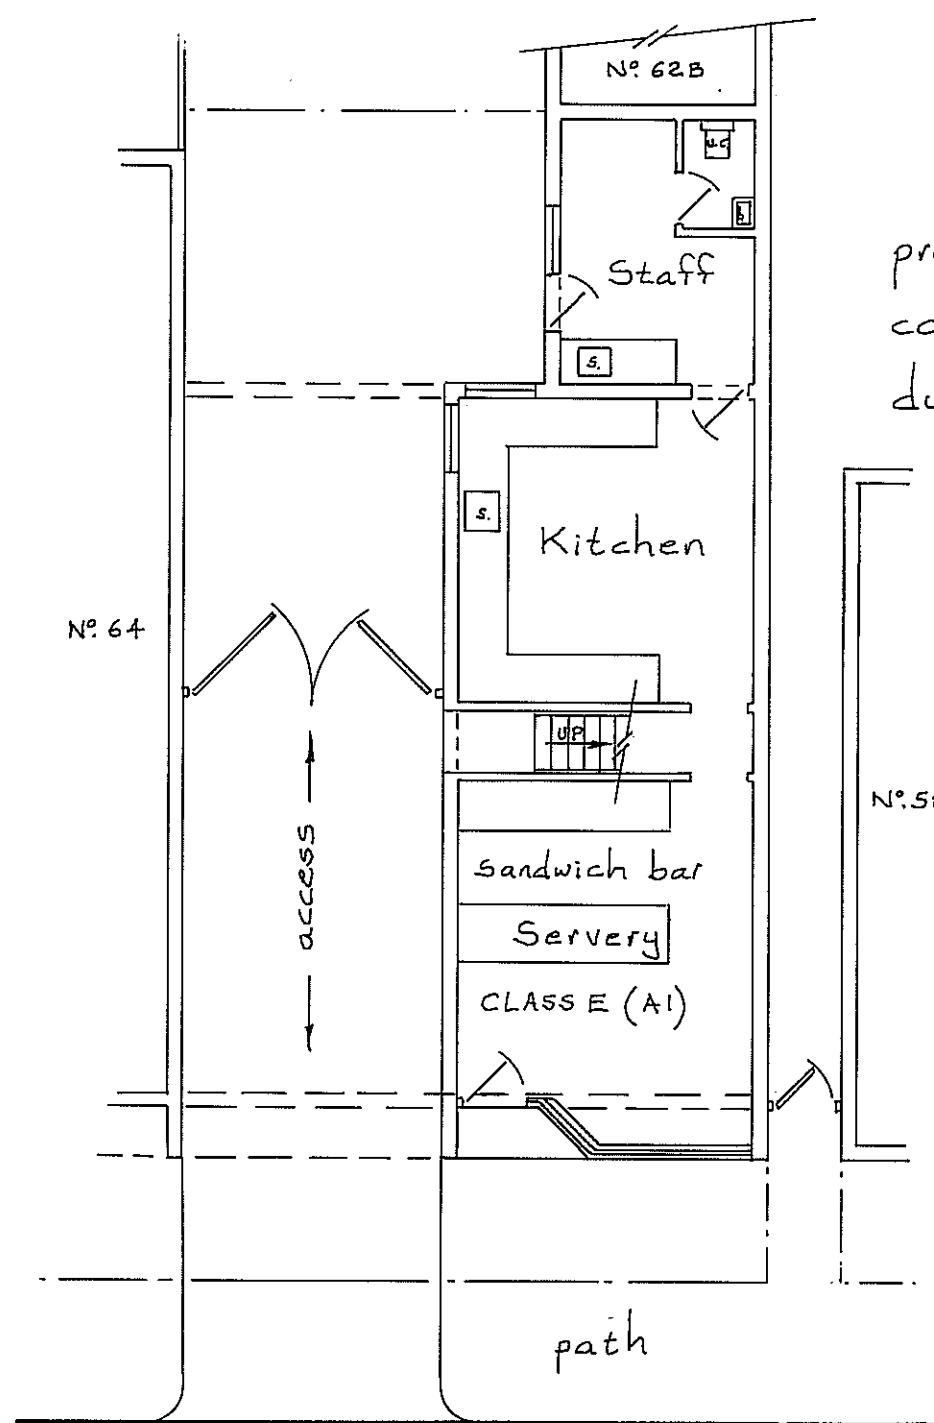 Nº 62B
W.C.
b
Staff
S.
S.
Kitchen
Nº 64
UP
access
Sandwich bar
Servery
CLASS E (A1)
path